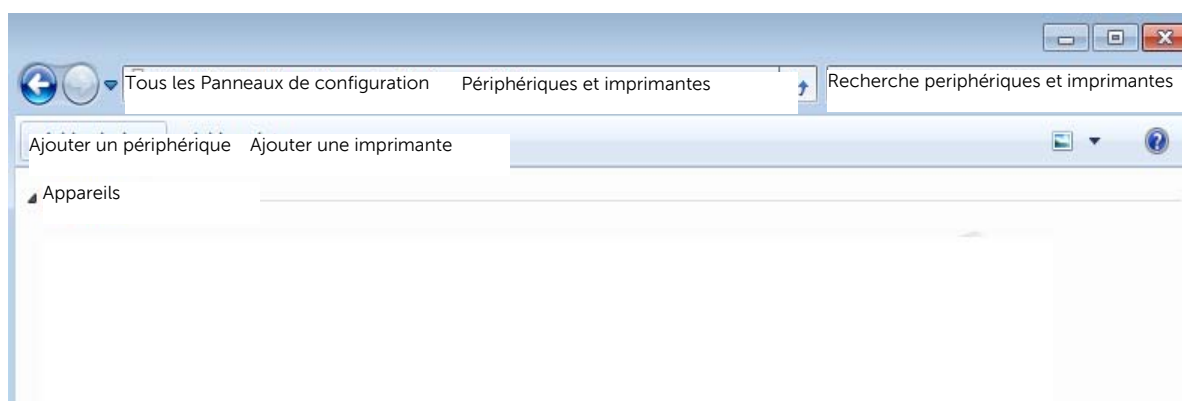 Tous les Panneaux de configuration Périphériques et imprimantes Recherche periphériques et imprimantes
Ajouter un périphérique Ajouter une imprimante
Appareils